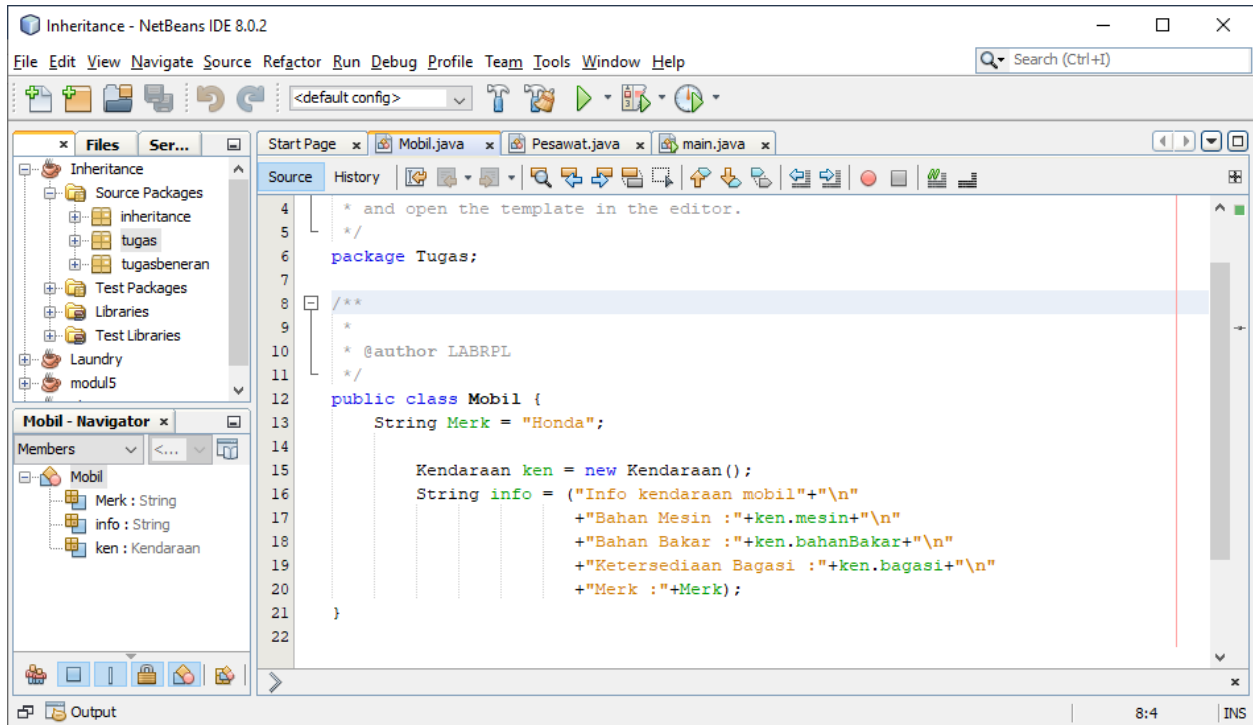 Inheritance - NetBeans IDE 8.0.2
File Edit View Navigate Source Refactor Run Debug Profile Team Tools Window Help
Search (Ctrl+I)
<default config>
Files Ser...
Inheritance
Source Packages
inheritance
tugas
tugasbeneran
Test Packages
Libraries
Test Libraries
Laundry
modul5
Mobil - Navigator
Members <...
Mobil
Merk : String
info : String
ken : Kendaraan
Start Page Mobil.java Pesawat.java main.java
Source History
4 * and open the template in the editor.
5 */
6 package Tugas;
7
8 /**
9 *
10 * @author LABRPL
11 */
12 public class Mobil {
13 String Merk = "Honda";
14
15 Kendaraan ken = new Kendaraan();
16 String info = ("Info kendaraan mobil"+"\n"
17 +"Bahan Mesin :"+ken.mesin+"\n"
18 +"Bahan Bakar :"+ken.bahanBakar+"\n"
19 +"Ketersediaan Bagasi :"+ken.bagasi+"\n"
20 +"Merk :"+Merk);
21 }
22
Output
8:4 INS